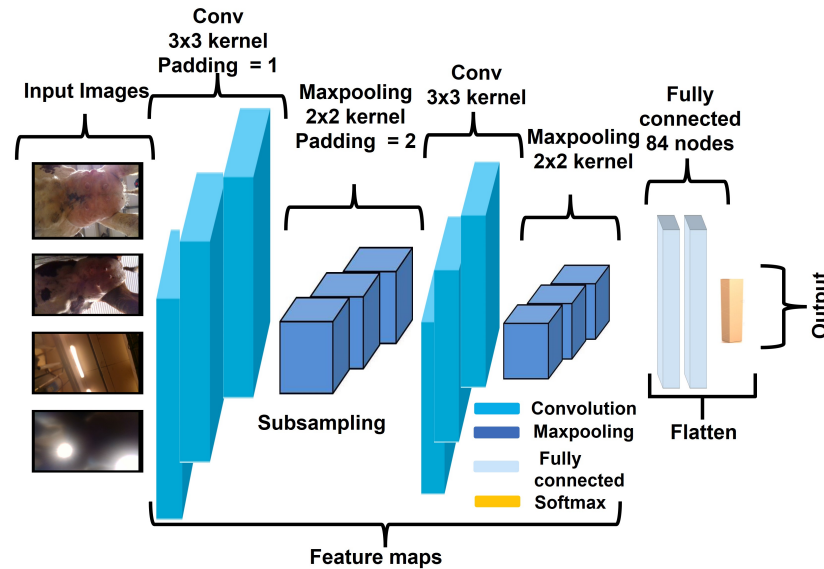 Conv
3x3 kernel
Padding = 1
Input Images
Maxpooling
2x2 kernel
Padding = 2
Conv
3x3 kernel
Maxpooling
2x2 kernel
Fully
connected
84 nodes
Output
Subsampling
Convolution
Maxpooling
Fully
connected
Softmax
Flatten
Feature maps